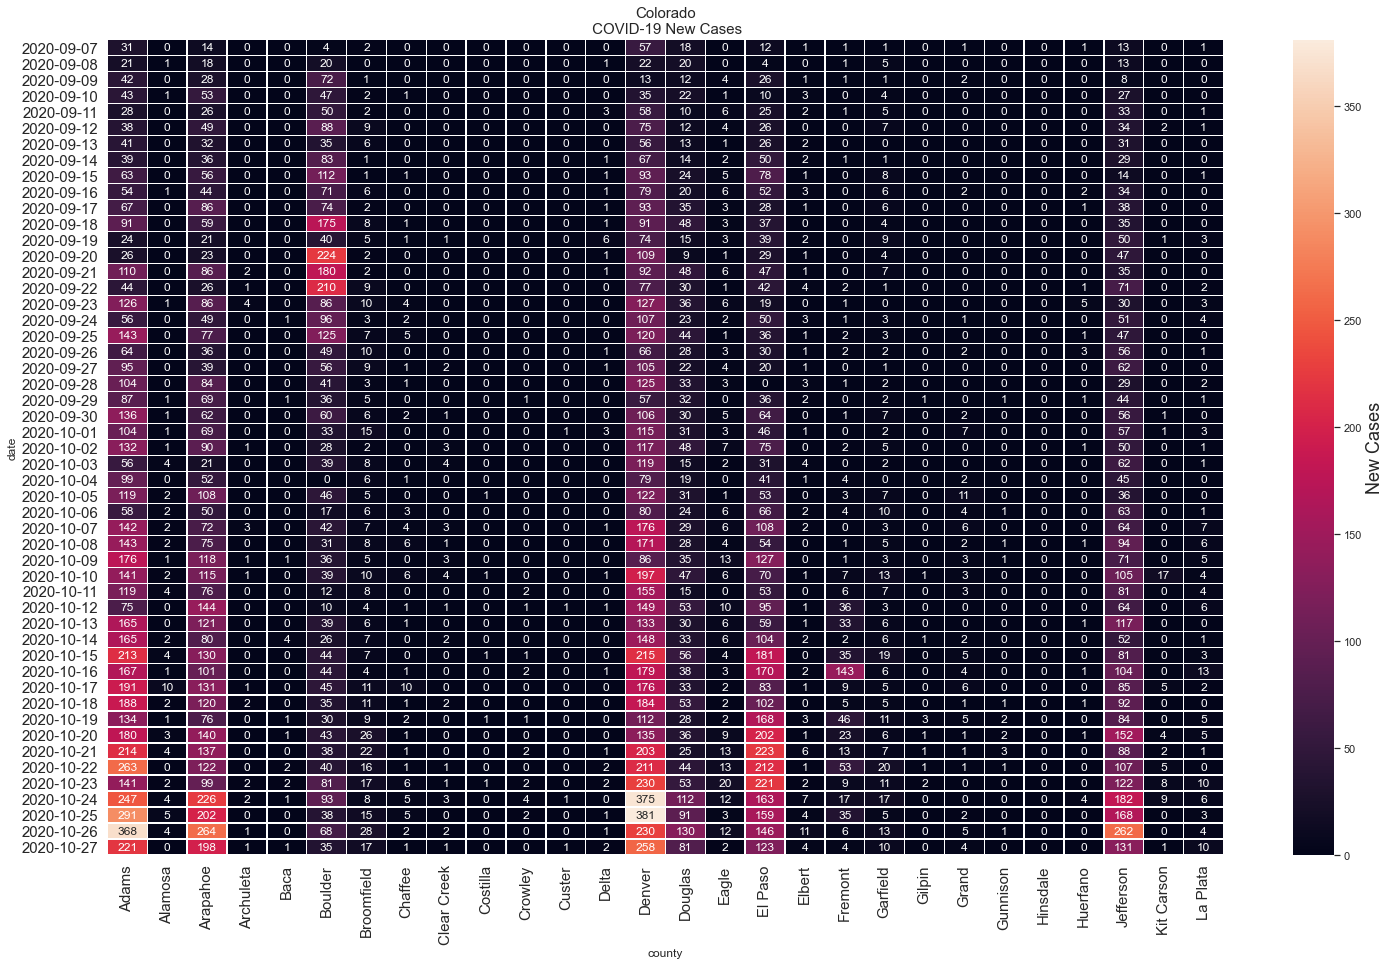 Colorado
COVID-19 New Cases
2020-09-07 31 0 14 0 0 4 2 0 0 0 0 0 0 57 18 0 12 1 1 1 0 1 0 0 1 13 0 1
2020-09-08 21 1 18 0 0 20 0 0 0 0 0 0 1 22 20 0 4 0 1 5 0 0 0 0 0 13 0 0
2020-09-09 42 0 28 0 0 72 1 0 0 0 0 0 0 13 12 4 26 1 1 1 0 2 0 0 0 8 0 0
2020-09-10 43 1 53 0 0 47 2 1 0 0 0 0 0 35 22 1 10 3 0 4 0 0 0 0 0 27 0 0
2020-09-11 28 0 26 0 0 50 2 0 0 0 0 0 3 58 10 6 25 2 1 5 0 0 0 0 0 33 0 1
2020-09-12 38 0 49 0 0 88 9 0 0 0 0 0 0 75 12 4 26 0 0 7 0 0 0 0 0 34 2 1
2020-09-13 41 0 32 0 0 35 6 0 0 0 0 0 0 56 13 1 26 2 0 0 0 0 0 0 0 31 0 0
2020-09-14 39 0 36 0 0 83 1 0 0 0 0 0 1 67 14 2 50 2 1 1 0 0 0 0 0 29 0 0
2020-09-15 63 0 56 0 0 112 1 1 0 0 0 0 1 93 24 5 78 1 0 8 0 0 0 0 0 14 0 1
2020-09-16 54 1 44 0 0 71 6 0 0 0 0 0 1 79 20 6 52 3 0 6 0 2 0 0 2 34 0 0
2020-09-17 67 0 86 0 0 74 2 0 0 0 0 0 1 93 35 3 28 1 0 6 0 0 0 0 1 38 0 0
2020-09-18 91 0 59 0 0 175 8 1 0 0 0 0 1 91 48 3 37 0 0 4 0 0 0 0 0 35 0 0
2020-09-19 24 0 21 0 0 40 5 1 1 0 0 0 6 74 15 3 39 2 0 9 0 0 0 0 0 50 1 3
2020-09-20 26 0 23 0 0 224 2 0 0 0 0 0 0 109 9 1 29 1 0 4 0 0 0 0 0 47 0 0
2020-09-21 110 0 86 2 0 180 2 0 0 0 0 0 0 92 48 6 47 1 0 7 0 0 0 0 0 35 0 0
2020-09-22 44 0 26 1 0 210 9 0 0 0 0 0 0 77 30 1 42 4 2 1 0 0 0 0 1 71 0 2
2020-09-23 126 1 86 4 0 86 10 4 0 0 0 0 0 127 36 6 19 0 1 0 0 0 0 0 5 30 0 3
2020-09-24 56 0 49 0 1 96 3 2 0 0 0 0 0 107 23 2 50 3 1 3 0 1 0 0 0 51 0 4
2020-09-25 143 0 77 0 0 125 7 5 0 0 0 0 0 120 44 1 36 1 2 3 0 0 0 0 1 47 0 0
2020-09-26 64 0 36 0 0 49 10 0 0 0 0 0 1 66 28 3 30 1 2 2 0 2 0 0 3 56 0 1
2020-09-27 95 0 39 0 0 56 9 1 2 0 0 0 1 105 22 4 20 1 0 1 0 0 0 0 0 62 0 0
2020-09-28 104 0 84 0 0 41 3 1 0 0 0 0 0 125 33 3 0 3 1 2 0 0 0 0 0 29 0 2
2020-09-29 87 1 69 0 1 36 5 0 0 0 1 0 0 57 32 0 36 2 0 2 1 0 1 0 1 44 0 1
2020-09-30 136 1 62 0 0 60 6 2 1 0 0 0 0 106 30 5 64 0 1 7 0 2 0 0 0 56 1 0
2020-10-01 104 1 69 0 0 33 15 0 0 0 0 1 3 115 31 3 46 1 0 2 0 7 0 0 0 57 1 3
2020-10-02 132 1 90 1 0 28 2 0 3 0 0 0 0 117 48 7 75 0 2 5 0 0 0 0 1 50 0 1
2020-10-03 56 4 21 0 0 39 8 0 4 0 0 0 0 119 15 2 31 4 0 2 0 0 0 0 0 62 0 1
2020-10-04 99 0 52 0 0 0 6 1 0 0 0 0 0 79 19 0 41 1 4 0 0 2 0 0 0 45 0 0
2020-10-05 119 2 108 0 0 46 5 0 0 1 0 0 0 122 31 1 53 0 3 7 0 11 0 0 0 36 0 0
2020-10-06 58 2 50 0 0 17 6 3 0 0 0 0 0 80 24 6 66 2 4 10 0 4 1 0 0 63 0 1
2020-10-07 142 2 72 3 0 42 7 4 3 0 0 0 1 176 29 6 108 2 0 3 0 6 0 0 1 64 0 7
2020-10-08 143 2 75 0 0 31 8 6 1 0 0 0 0 171 28 4 54 0 1 5 0 2 1 0 1 94 0 6
2020-10-09 176 1 118 1 1 36 5 0 3 0 0 0 0 86 35 13 127 0 1 3 0 3 1 0 0 71 0 5
2020-10-10 141 2 115 1 0 39 10 6 4 1 0 0 1 197 47 6 70 1 7 13 1 3 0 0 0 105 17 4
2020-10-11 119 4 76 0 0 12 8 0 0 0 2 0 0 155 15 0 53 0 6 7 0 3 0 0 0 81 0 4
2020-10-12 75 0 144 0 0 10 4 1 1 0 1 1 1 149 53 10 95 1 36 3 0 0 0 0 0 64 0 6
2020-10-13 165 0 121 0 0 39 6 1 0 0 0 0 0 133 30 6 59 1 33 6 0 0 0 0 1 117 0 0
2020-10-14 165 2 80 0 4 26 7 0 2 0 0 0 0 148 33 6 104 2 2 6 1 2 0 0 0 52 0 1
2020-10-15 213 4 130 0 0 44 7 0 0 1 1 0 0 215 56 4 181 0 35 19 0 5 0 0 0 81 0 3
2020-10-16 167 1 101 0 0 44 4 1 0 0 2 0 1 179 38 3 170 2 143 6 0 4 0 0 1 104 0 13
2020-10-17 191 10 131 1 0 45 11 10 0 0 0 0 0 176 33 2 83 1 9 5 0 6 0 0 0 85 5 2
2020-10-18 188 2 120 2 0 35 11 1 2 0 0 0 0 184 53 2 102 0 5 5 0 1 1 0 1 92 0 0
2020-10-19 134 1 76 0 1 30 9 2 0 1 1 0 0 112 28 2 168 3 46 11 3 5 2 0 0 84 0 5
2020-10-20 180 3 140 0 1 43 26 1 0 0 0 0 0 135 36 9 202 1 23 6 1 1 2 0 1 152 4 5
2020-10-21 214 4 137 0 0 38 22 1 0 0 2 0 1 203 25 13 223 6 13 7 1 1 3 0 0 88 2 1
2020-10-22 263 0 122 0 2 40 16 1 1 0 0 0 2 211 44 13 212 1 53 20 1 1 1 0 0 107 5 0
2020-10-23 141 2 99 2 2 81 17 6 1 1 2 0 2 230 53 20 221 2 9 11 2 0 0 0 0 122 8 10
2020-10-24 247 4 226 2 1 93 8 5 3 0 4 1 0 375 112 12 163 7 17 17 0 0 0 0 4 182 9 6
2020-10-25 291 5 202 0 0 38 15 5 0 0 2 0 1 381 91 3 159 4 35 5 0 2 0 0 0 168 0 3
2020-10-26 368 4 264 1 0 68 28 2 2 0 0 0 0 230 130 12 146 11 6 13 0 5 1 0 0 262 0 4
2020-10-27 221 0 198 1 1 35 17 1 1 0 0 1 2 258 81 2 123 4 4 10 0 4 0 0 0 131 1 10
date
Adams Alamosa Arapahoe Archuleta Baca Boulder Broomfield Chaffee Clear Creek Costilla Crowley Custer Delta Denver Douglas Eagle El Paso Elbert Fremont Garfield Gilpin Grand Gunnison Hinsdale Huerfano Jefferson Kit Carson La Plata
county
350
300
250
200
150
100
50
0
New Cases